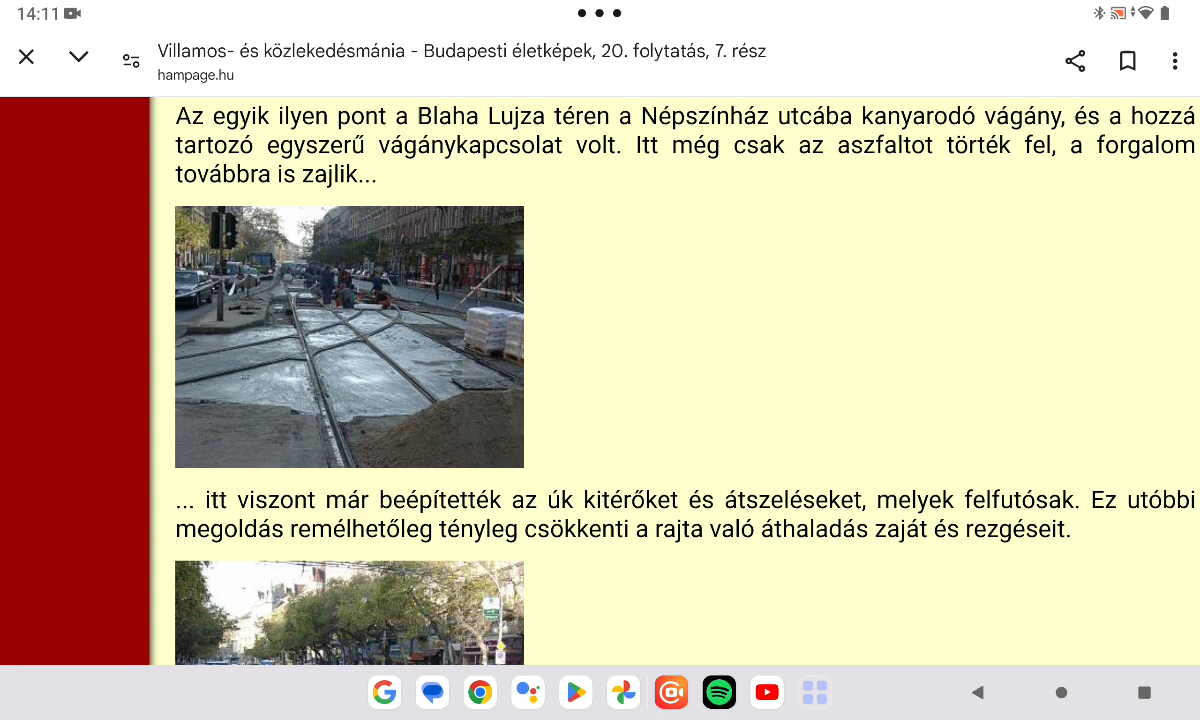 14:11
Villamos- és közlekedésmánia - Budapesti életképek, 20. folytatás, 7. rész
hampage.hu
Az egyik ilyen pont a Blaha Lujza téren a Népszínház utcába kanyarodó vágány, és a hozzá
tartozó egyszerű vágánykapcsolat volt. Itt még csak az aszfaltot törték fel, a forgalom
továbbra is zajlik...
... itt viszont már beépítették az úk kitérőket és átszeléseket, melyek felfutósak. Ez utóbbi
megoldás remélhetőleg tényleg csökkenti a rajta való áthaladás zaját és rezgéseit.